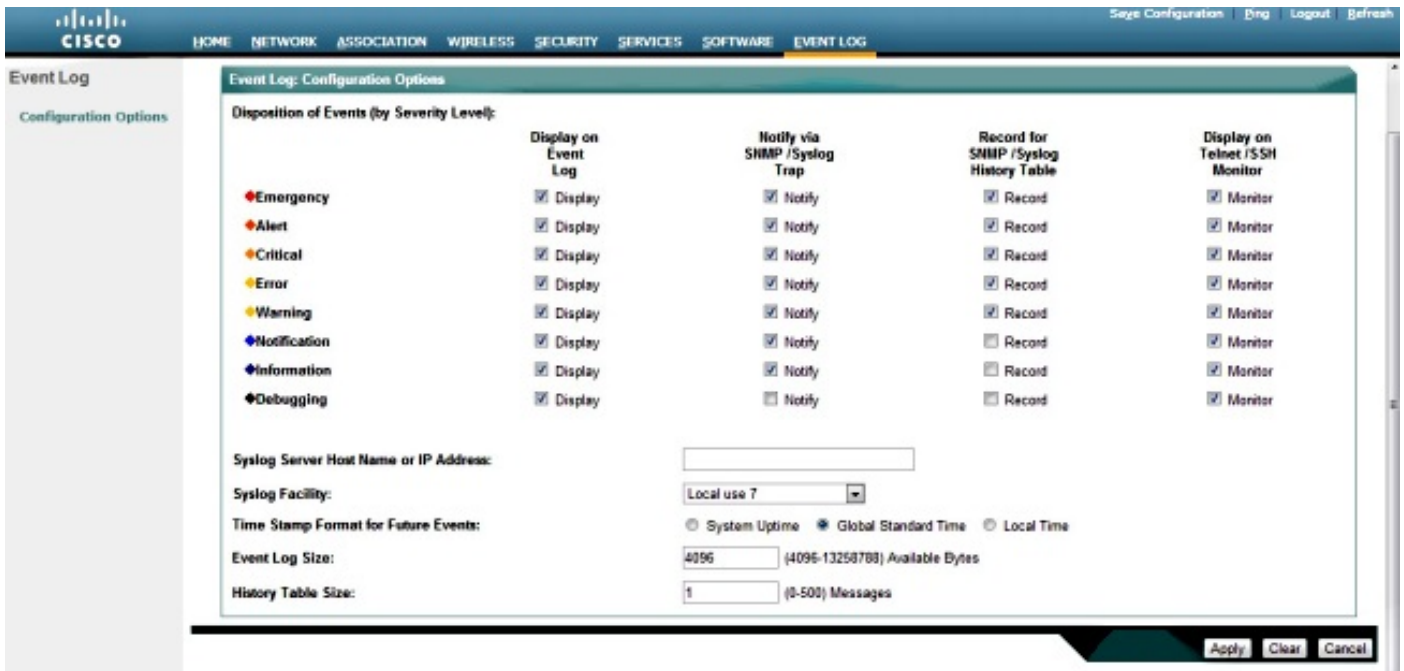 Save Configuration | Ping | Logout | Refresh
CISCO
HOME NETWORK ASSOCIATION WIRELESS SECURITY SERVICES SOFTWARE EVENT LOG
Event Log
Configuration Options
Event Log: Configuration Options
Disposition of Events (by Severity Level):
Display on Event Log
Notify via SNMP /Syslog Trap
Record for SNMP /Syslog History Table
Display on Telnet /SSH Monitor
Emergency Display Notify Record Monitor
Alert Display Notify Record Monitor
Critical Display Notify Record Monitor
Error Display Notify Record Monitor
Warning Display Notify Record Monitor
Notification Display Notify Record Monitor
Information Display Notify Record Monitor
Debugging Display Notify Record Monitor
Syslog Server Host Name or IP Address:
Syslog Facility: Local use 7
Time Stamp Format for Future Events: System Uptime Global Standard Time Local Time
Event Log Size: 4096 (4096-13258788) Available Bytes
History Table Size: 1 (0-500) Messages
Apply Clear Cancel